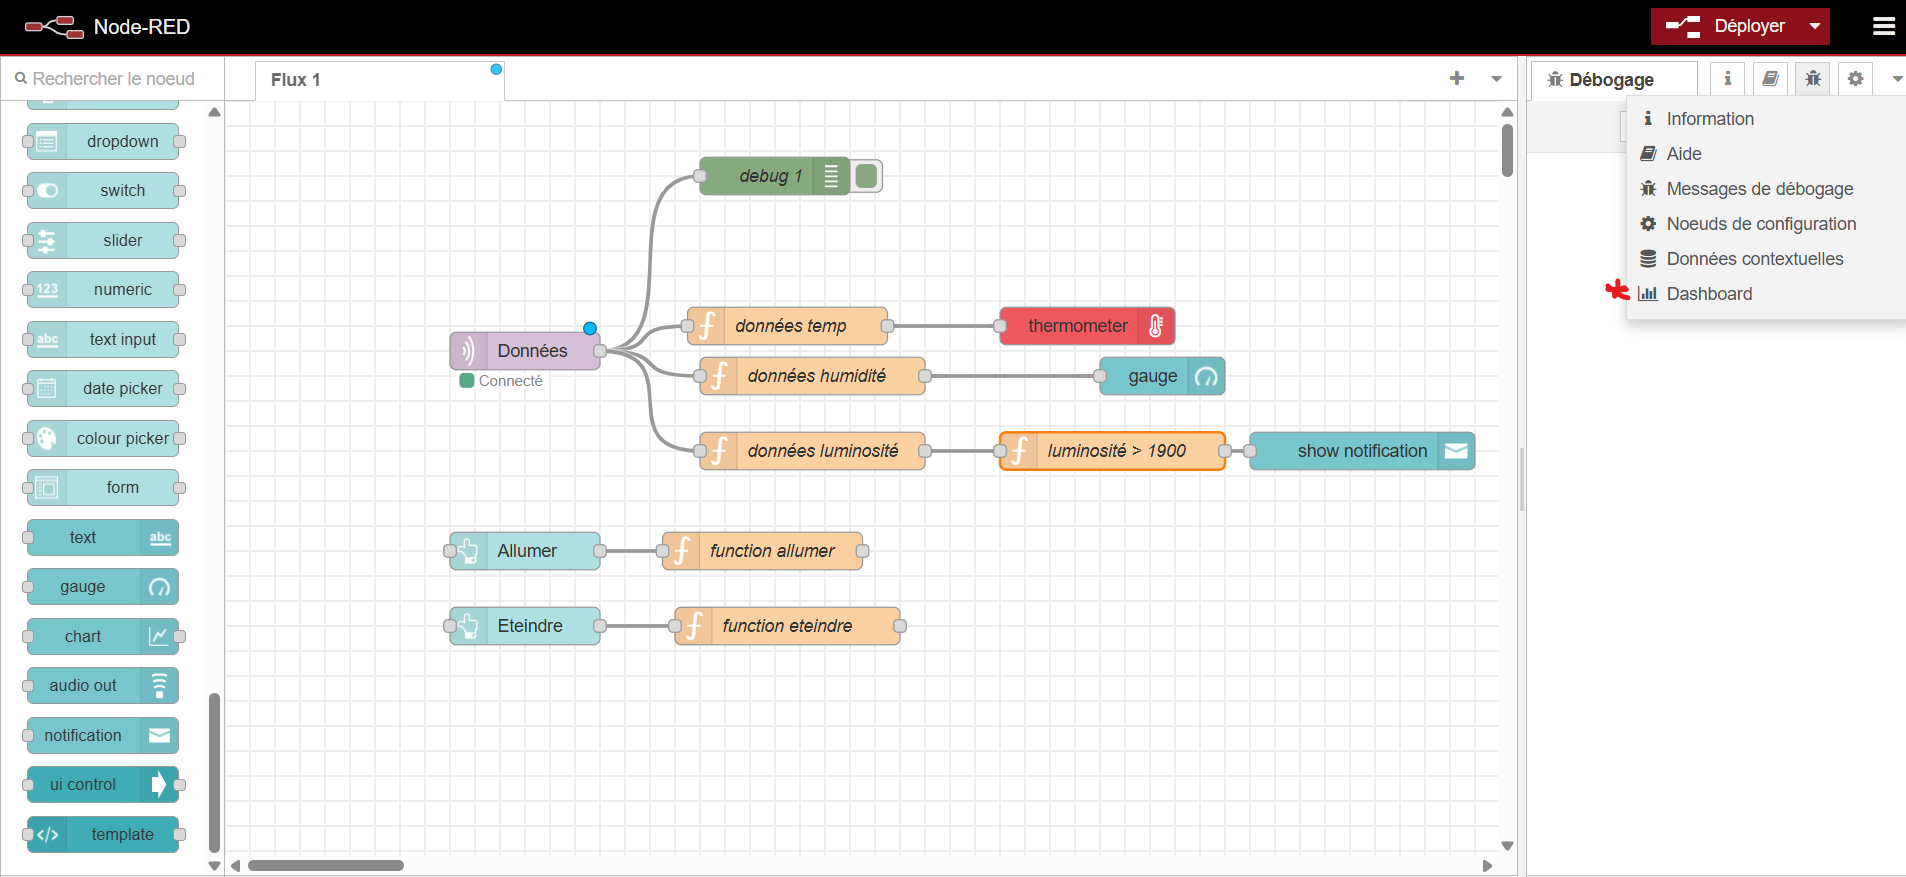 Node-RED
Déployer
Rechercher le noeud
Flux 1
Débogage
dropdown
switch
slider
123 numeric
abc text input
date picker
colour picker
form
text abc
gauge
chart
audio out
notification
ui control
</> template
debug 1
données temp
thermometer
Données
Connecté
données humidité
gauge
données luminosité
luminosité > 1900
show notification
Allumer
function allumer
Eteindre
function eteindre
Information
Aide
Messages de débogage
Noeuds de configuration
Données contextuelles
Dashboard